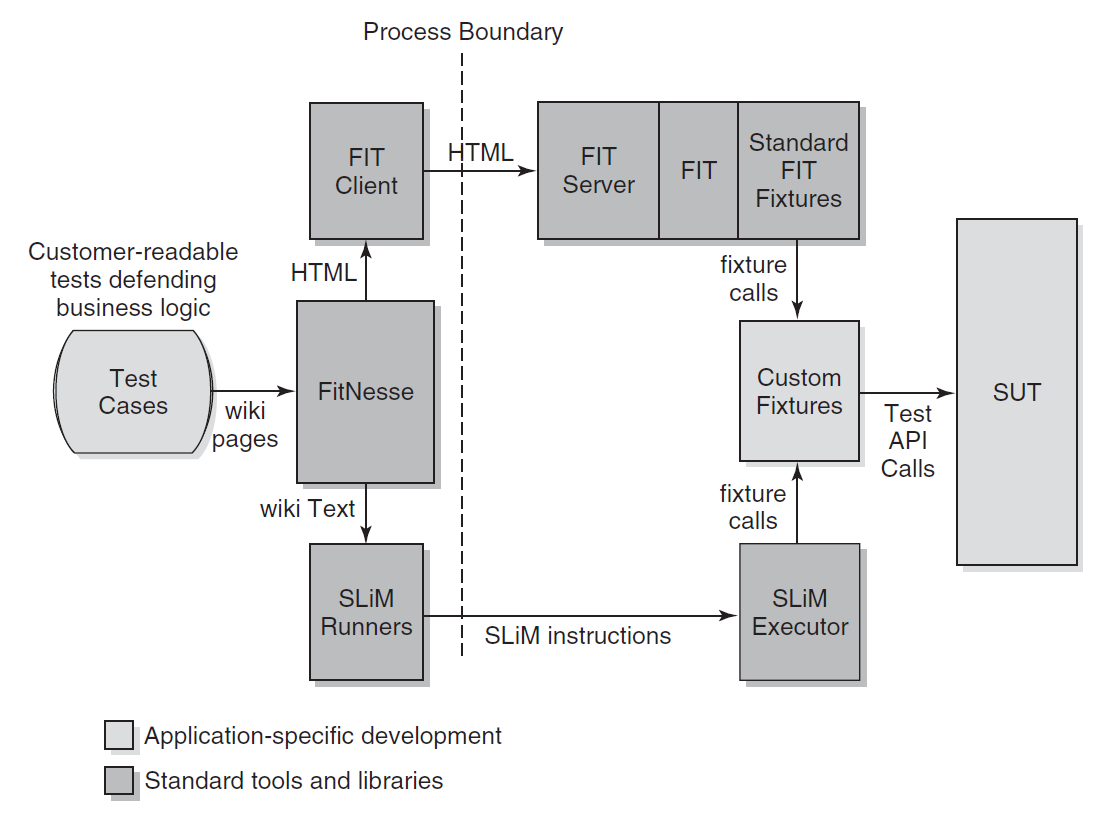 Process Boundary
FIT
Client
HTML
FIT
Server
FIT
Standard
FIT
Fixtures
Customer-readable
tests defending
business logic
HTML
fixture
calls
Test
Cases
wiki
pages
FitNesse
Custom
Fixtures
Test
API
Calls
SUT
wiki Text
fixture
calls
SLiM
Runners
SLiM instructions
SLiM
Executor
Application-specific development
Standard tools and libraries